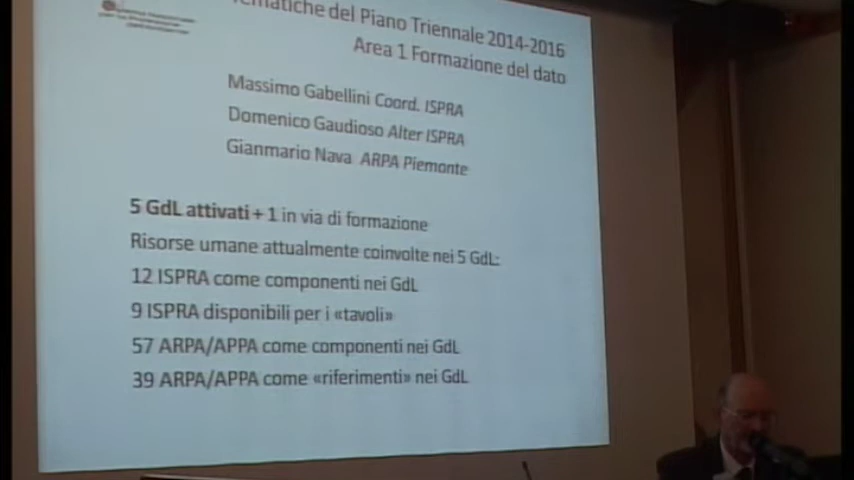 del Piano Triennale 2014-2016
Area 1 Formazione del dato
Massimo Gabellini Coord. ISPRA
Domenico Gaudioso Alter ISPRA
Gianmario Nava ARPA Piemonte
5 GdL attivati + 1 in via di formazione
Risorse umane attualmente coinvolte nei 5 GdL:
12 ISPRA come componenti nei GdL
9 ISPRA disponibili per i «tavoli»
57 ARPA/APPA come componenti nei GdL
39 ARPA/APPA come «riferimenti» nei GdL